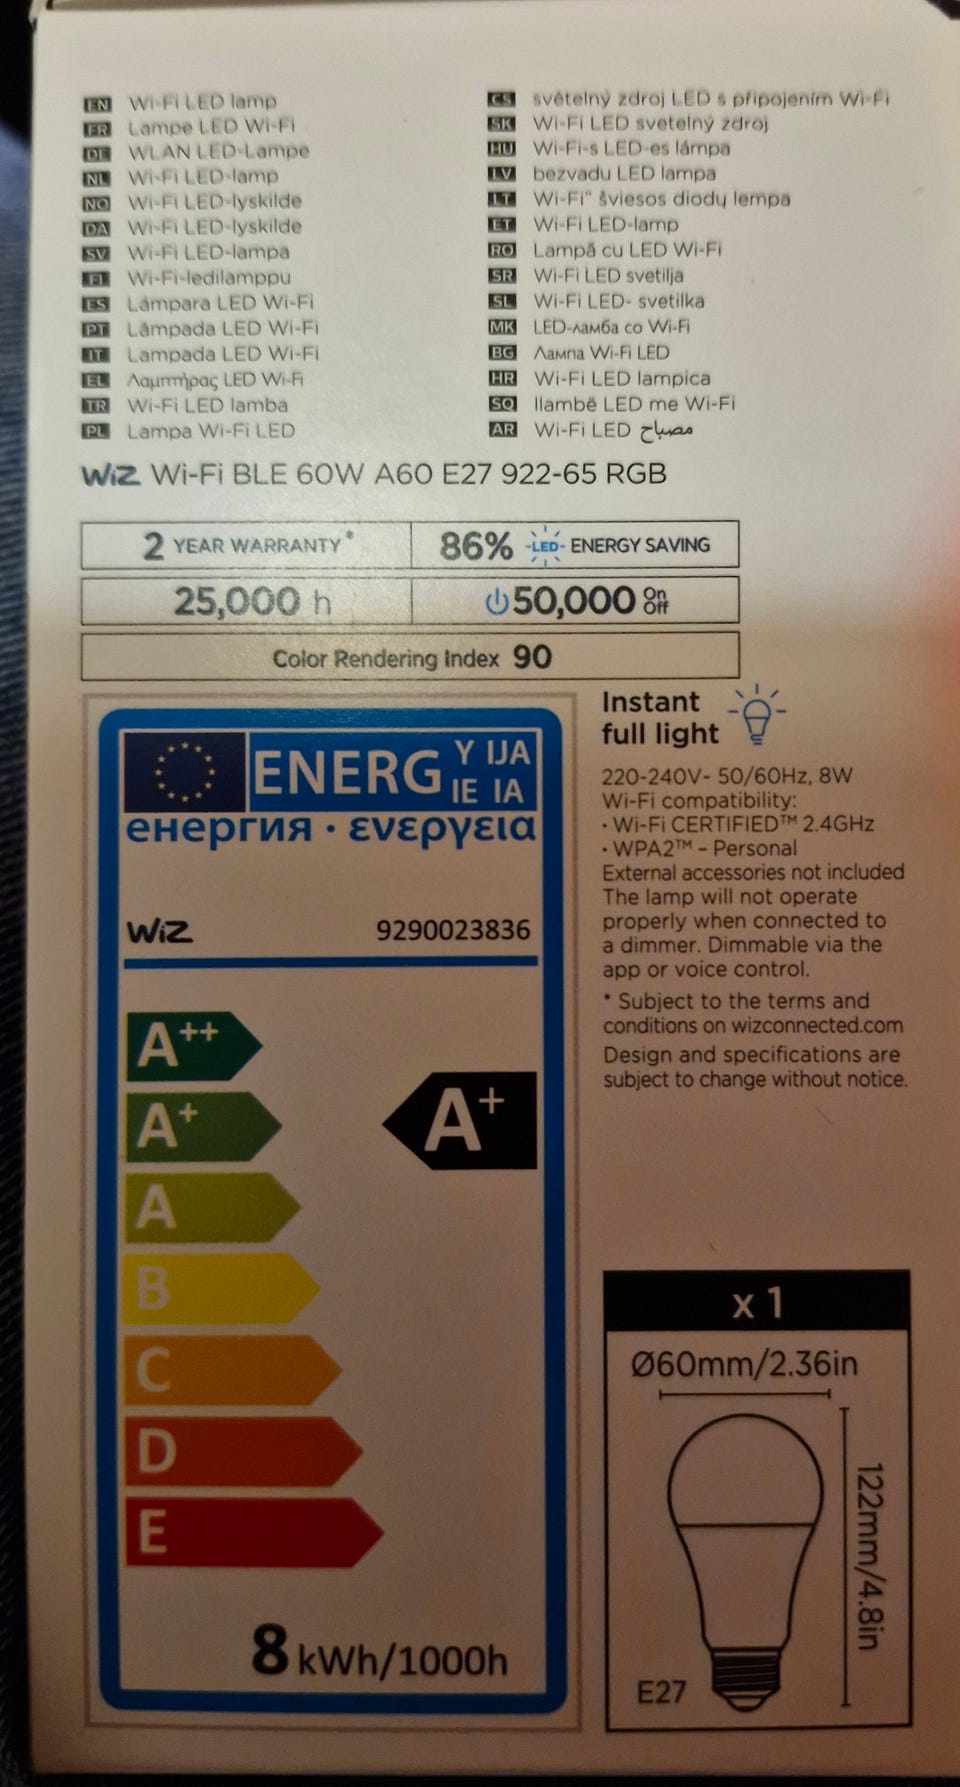 EN Wi-Fi LED lamp
FR Lampe LED Wi-Fi
DE WLAN LED-Lampe
NL Wi-Fi LED-lamp
NO Wi-Fi LED-lyskilde
DA Wi-Fi LED-lyskilde
SV Wi-Fi LED-lampa
FI Wi-Fi-ledilamppu
ES Lámpara LED Wi-Fi
PT Lâmpada LED Wi-Fi
IT Lampada LED Wi-Fi
EL Λαμπτήρας LED Wi-Fi
TR Wi-Fi LED lamba
PL Lampa Wi-Fi LED
CS světelný zdroj LED s připojením Wi-Fi
SK Wi-Fi LED svetelný zdroj
HU Wi-Fi-s LED-es lámpa
LV bezvadu LED lampa
LT Wi-Fi" šviesos diodų lempa
ET Wi-Fi LED-lamp
RO Lampă cu LED Wi-Fi
SR Wi-Fi LED svetilja
SL Wi-Fi LED- svetilka
MK LED-ламба со Wi-Fi
BG Лампа Wi-Fi LED
HR Wi-Fi LED lampica
SQ llambë LED me Wi-Fi
AR Wi-Fi LED مصباح
WiZ Wi-Fi BLE 60W A60 E27 922-65 RGB
2 YEAR WARRANTY*
86% LED ENERGY SAVING
25,000 h
50,000 On Off
Color Rendering Index 90
ENERG Y IJA IE IA
енергия · ενεργεια
WiZ 9290023836
A++
A+
A+
A
B
C
D
E
8 kWh/1000h
Instant
full light
220-240V- 50/60Hz, 8W
Wi-Fi compatibility:
· Wi-Fi CERTIFIED™ 2.4GHz
· WPA2™ - Personal
External accessories not included
The lamp will not operate
properly when connected to
a dimmer. Dimmable via the
app or voice control.
* Subject to the terms and
conditions on wizconnected.com
Design and specifications are
subject to change without notice.
x 1
Ø60mm/2.36in
122mm/4.8in
E27